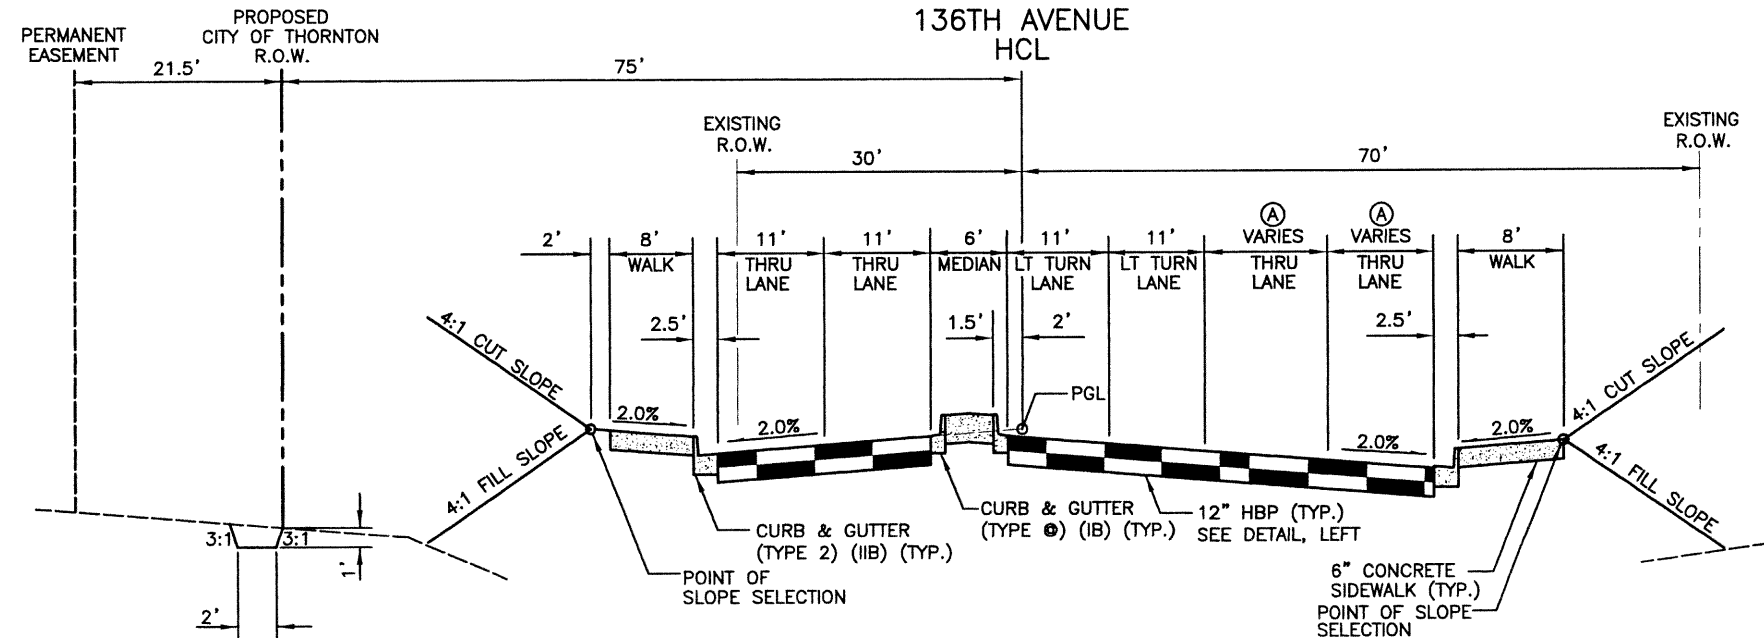 136TH AVENUE
HCL
PERMANENT
EASEMENT
PROPOSED
CITY OF THORNTON
R.O.W.
21.5'
75'
EXISTING
R.O.W.
30'
70'
EXISTING
R.O.W.
2'
8'
WALK
11'
THRU
LANE
11'
THRU
LANE
6'
MEDIAN
11'
LT TURN
LANE
11'
LT TURN
LANE
A
VARIES
THRU
LANE
A
VARIES
THRU
LANE
8'
WALK
2.5'
1.5'
2'
2.5'
4:1 CUT SLOPE
4:1 FILL SLOPE
2.0%
2.0%
PGL
2.0%
2.0%
4:1 CUT SLOPE
4:1 FILL SLOPE
3:1
3:1
1'
2'
CURB & GUTTER
(TYPE 2) (IIB) (TYP.)
POINT OF
SLOPE SELECTION
CURB & GUTTER
(TYPE @) (IB) (TYP.)
12" HBP (TYP.)
SEE DETAIL, LEFT
6" CONCRETE
SIDEWALK (TYP.)
POINT OF SLOPE
SELECTION